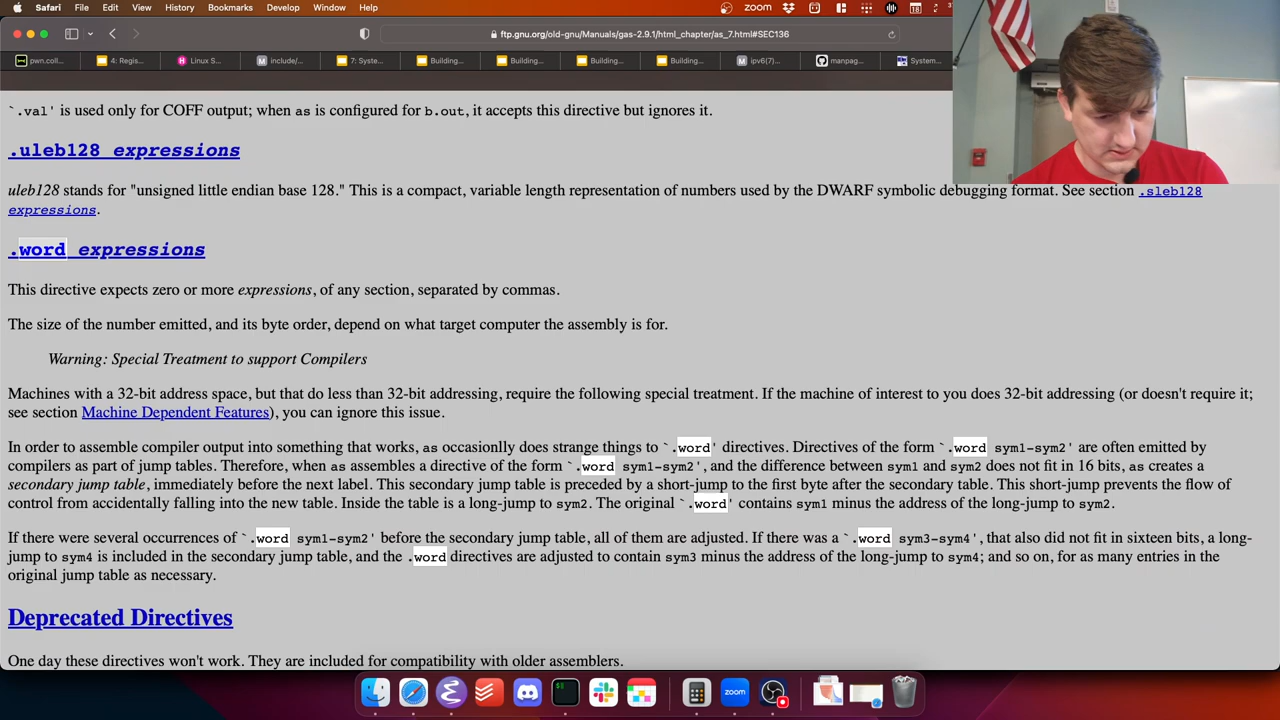 Safari File Edit View History Bookmarks Develop Window Help zoom
ftp.gnu.org/old-gnu/Manuals/gas-2.9.1/html_chapter/as_7.html#SEC136
pwn.coll... 4: Regis... Linux S... include/... 7: Syste... Building... Building... Building... Building... ipv6(7)... manpag... System...
`.val' is used only for COFF output; when as is configured for b.out, it accepts this directive but ignores it.
.uleb128 expressions
uleb128 stands for "unsigned little endian base 128." This is a compact, variable length representation of numbers used by the DWARF symbolic debugging format. See section .sleb128
expressions.
.word expressions
This directive expects zero or more expressions, of any section, separated by commas.
The size of the number emitted, and its byte order, depend on what target computer the assembly is for.
Warning: Special Treatment to support Compilers
Machines with a 32-bit address space, but that do less than 32-bit addressing, require the following special treatment. If the machine of interest to you does 32-bit addressing (or doesn't require it;
see section Machine Dependent Features), you can ignore this issue.
In order to assemble compiler output into something that works, as occasionlly does strange things to `.word' directives. Directives of the form `.word sym1-sym2' are often emitted by
compilers as part of jump tables. Therefore, when as assembles a directive of the form `.word sym1-sym2', and the difference between sym1 and sym2 does not fit in 16 bits, as creates a
secondary jump table, immediately before the next label. This secondary jump table is preceded by a short-jump to the first byte after the secondary table. This short-jump prevents the flow of
control from accidentally falling into the new table. Inside the table is a long-jump to sym2. The original `.word' contains sym1 minus the address of the long-jump to sym2.
If there were several occurrences of `.word sym1-sym2' before the secondary jump table, all of them are adjusted. If there was a `.word sym3-sym4', that also did not fit in sixteen bits, a long-
jump to sym4 is included in the secondary jump table, and the .word directives are adjusted to contain sym3 minus the address of the long-jump to sym4; and so on, for as many entries in the
original jump table as necessary.
Deprecated Directives
One day these directives won't work. They are included for compatibility with older assemblers.
zoom